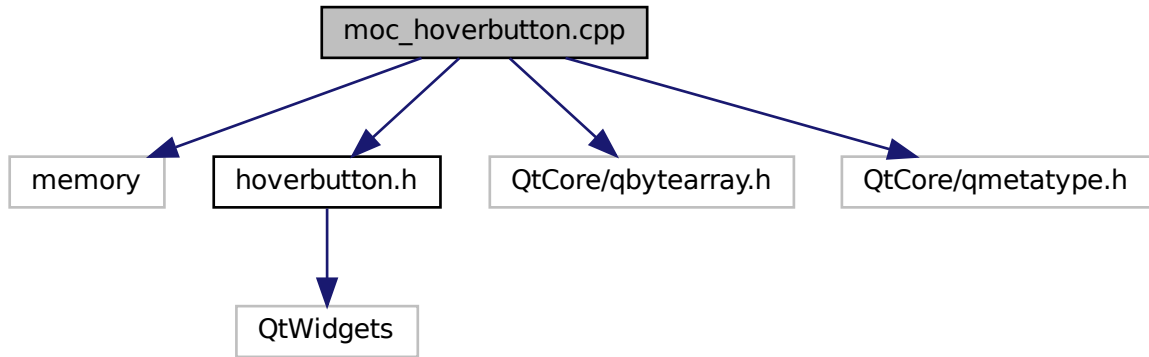 moc_hoverbutton.cpp
memory
hoverbutton.h
QtCore/qbytearray.h
QtCore/qmetatype.h
QtWidgets